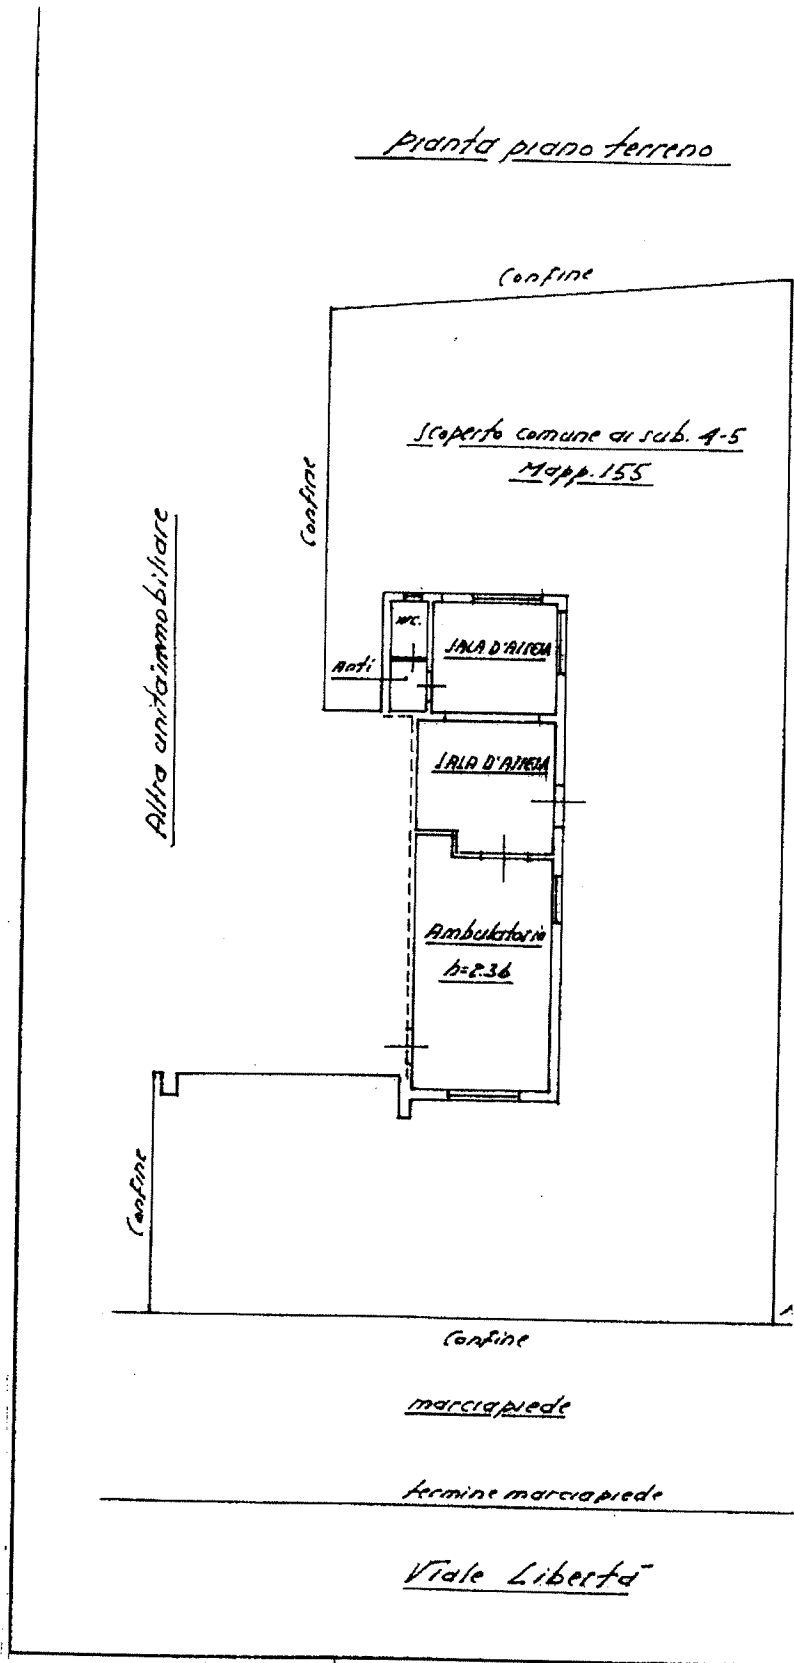 pianta piano terreno
Confine
Scoperto comune ai sub. 4-5
Mapp. 155
Confine
Altra unità immobiliare
WC.
SALA D'ATTESA
Anti
SALA D'ATTESA
Ambulatorio
h=2.36
Confine
Confine
marciapiede
termine marciapiede
Viale Libertà